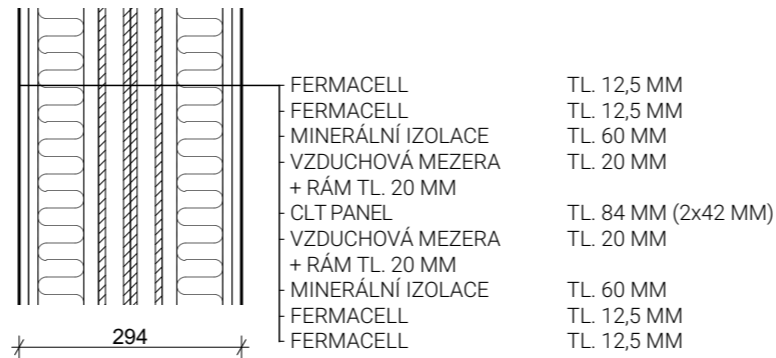 FERMACELL TL. 12,5 MM
FERMACELL TL. 12,5 MM
MINERÁLNÍ IZOLACE TL. 60 MM
VZDUCHOVÁ MEZERA TL. 20 MM
+ RÁM TL. 20 MM
CLT PANEL TL. 84 MM (2x42 MM)
VZDUCHOVÁ MEZERA TL. 20 MM
+ RÁM TL. 20 MM
MINERÁLNÍ IZOLACE TL. 60 MM
FERMACELL TL. 12,5 MM
FERMACELL TL. 12,5 MM
294